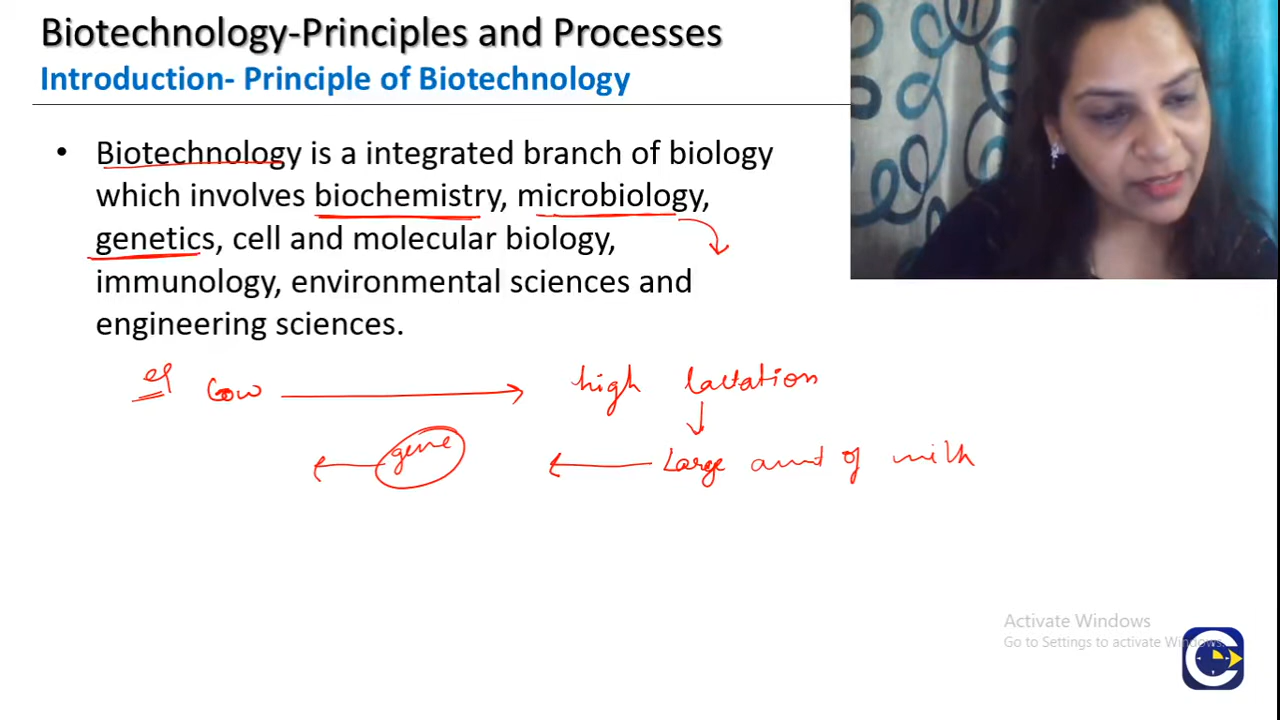 Biotechnology-Principles and Processes
Introduction- Principle of Biotechnology
• Biotechnology is a integrated branch of biology
which involves biochemistry, microbiology,
genetics, cell and molecular biology,
immunology, environmental sciences and
engineering sciences.
eg Cow high lactation
gene Large amt of milk
Activate Windows
Go to Settings to activate Windows.